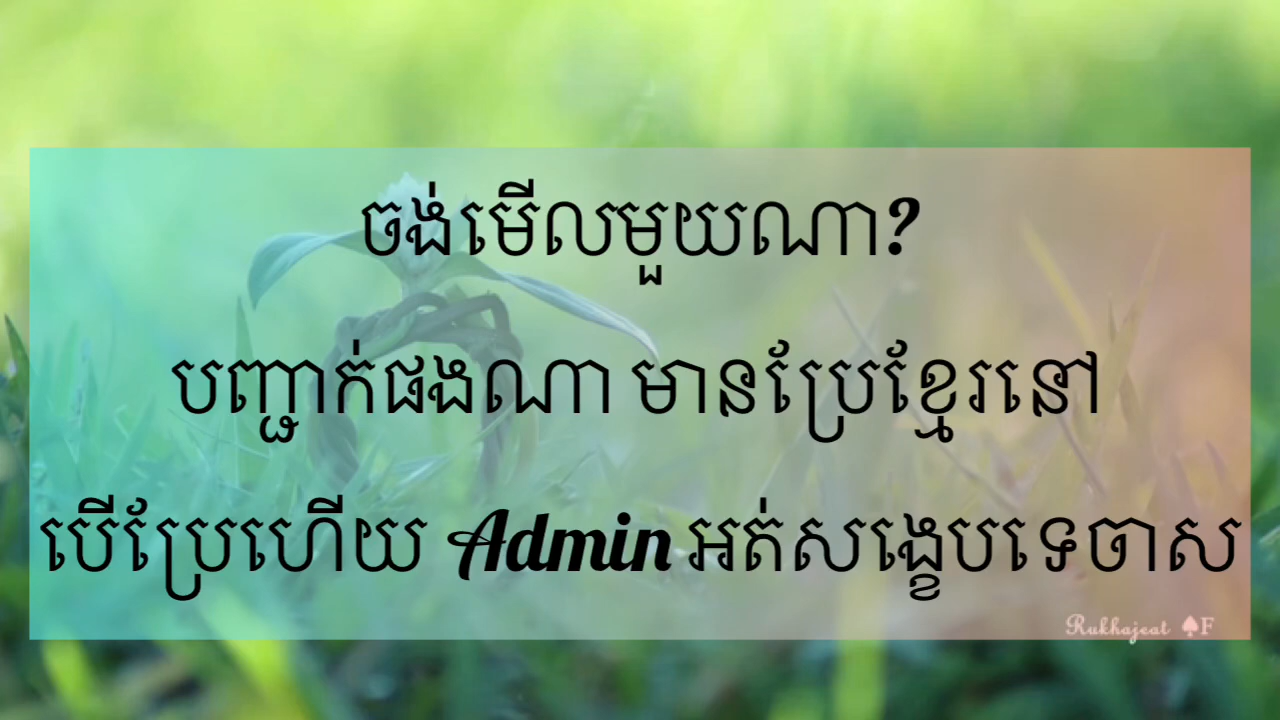 ចង់មើលមួយណា?
បញ្ជាក់ផងណា មានប្រែខ្មែរនៅ
បើប្រែហើយ Admin អត់សង្ខេបទេចាស
Rukhajeat ♠F